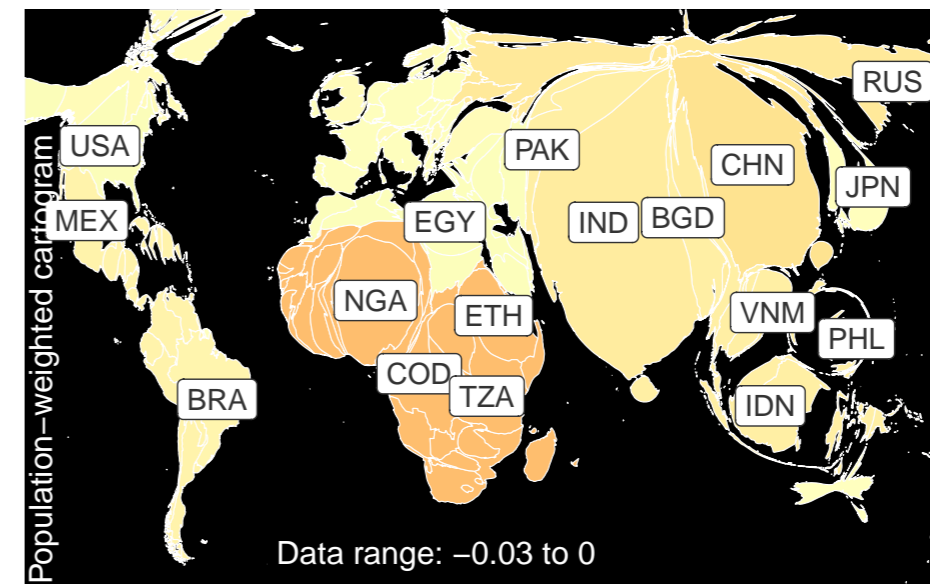 RUS
USA
PAK
CHN
JPN
MEX
EGY
IND
BGD
NGA
ETH
VNM
PHL
COD
TZA
BRA
IDN
Population−weighted cartogram
Data range: −0.03 to 0